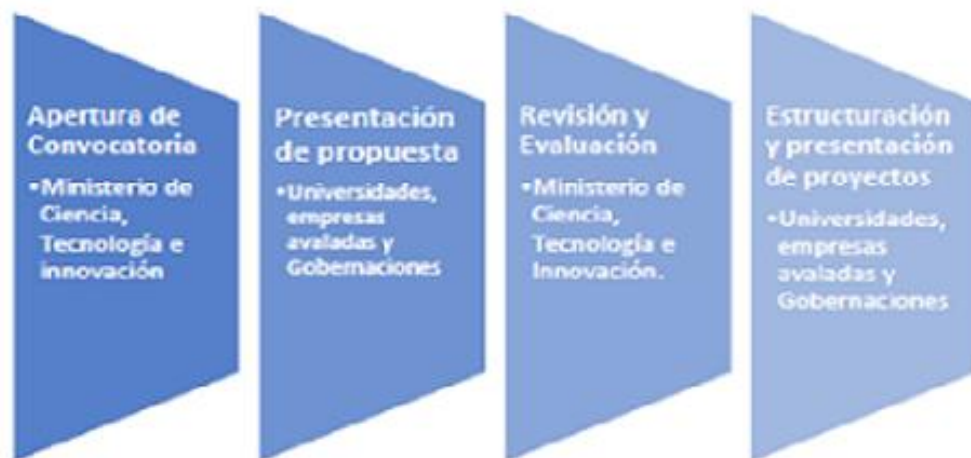 Apertura de
Convocatoria
•Ministerio de
Ciencia,
Tecnología e
innovación
Presentación
de propuesta
•Universidades,
empresas
avaladas y
Gobernaciones
Revisión y
Evaluación
•Ministerio de
Ciencia,
Tecnología e
Innovación.
Estructuración
y presentación
de proyectos
•Universidades,
empresas
avaladas y
Gobernaciones